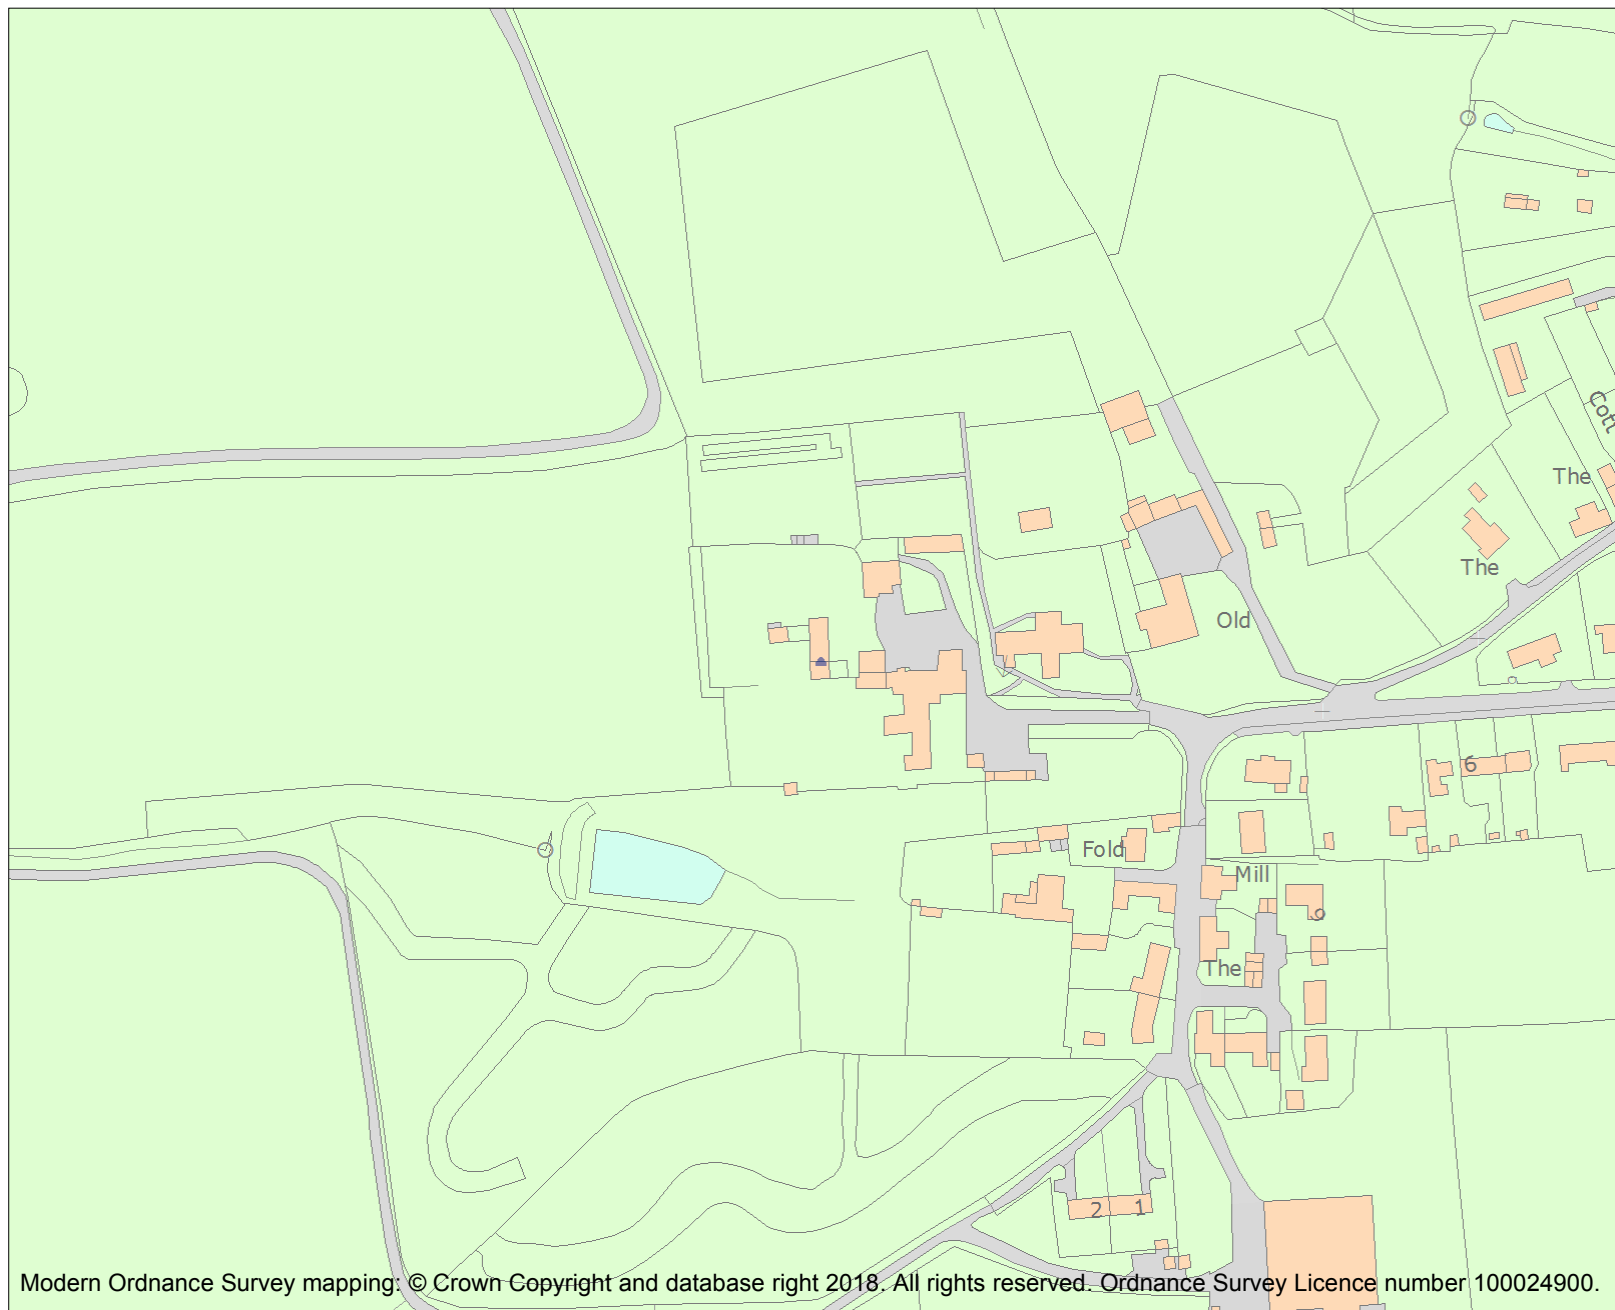 Cott
The
The
Old
6
Fold
Mill
9
The
2 1
Modern Ordnance Survey mapping: © Crown Copyright and database right 2018. All rights reserved. Ordnance Survey Licence number 100024900.